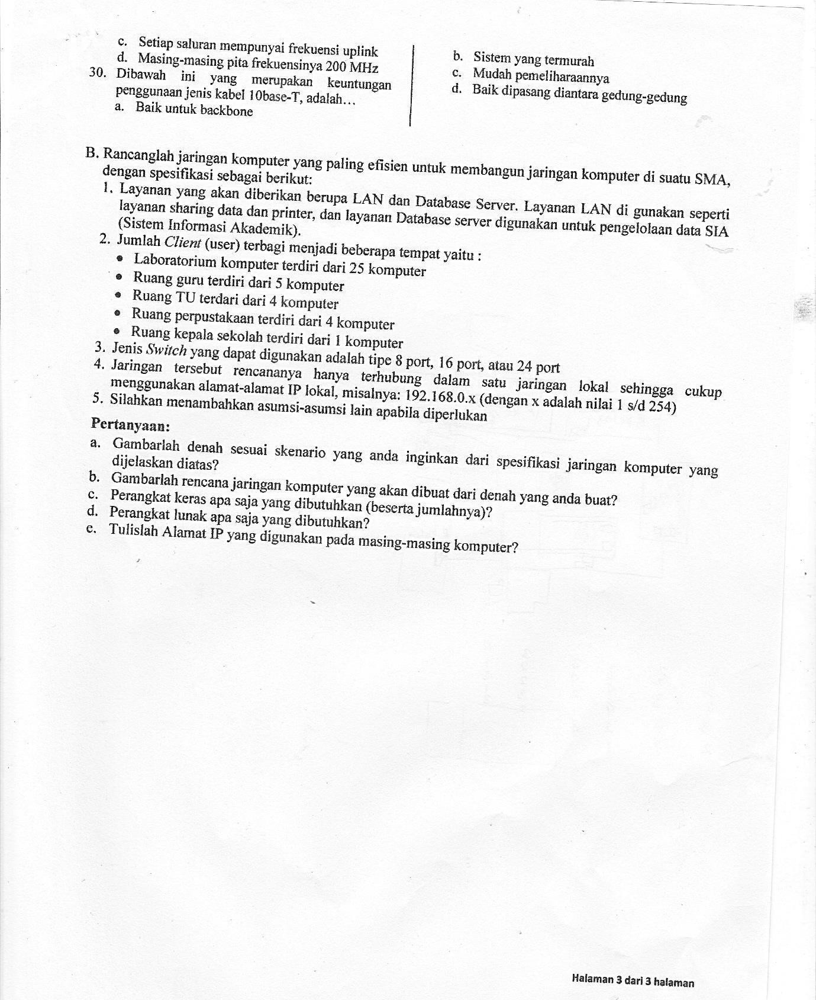 c. Setiap saluran mempunyai frekuensi uplink
d. Masing-masing pita frekuensinya 200 MHz
30. Dibawah ini yang merupakan keuntungan
penggunaan jenis kabel 10base-T, adalah…
a. Baik untuk backbone
b. Sistem yang termurah
c. Mudah pemeliharaannya
d. Baik dipasang diantara gedung-gedung
B. Rancanglah jaringan komputer yang paling efisien untuk membangun jaringan komputer di suatu SMA,
dengan spesifikasi sebagai berikut:
1. Layanan yang akan diberikan berupa LAN dan Database Server. Layanan LAN di gunakan seperti
layanan sharing data dan printer, dan layanan Database server digunakan untuk pengelolaan data SIA
(Sistem Informasi Akademik).
2. Jumlah Client (user) terbagi menjadi beberapa tempat yaitu :
• Laboratorium komputer terdiri dari 25 komputer
• Ruang guru terdiri dari 5 komputer
• Ruang TU terdari dari 4 komputer
• Ruang perpustakaan terdiri dari 4 komputer
• Ruang kepala sekolah terdiri dari 1 komputer
3. Jenis Switch yang dapat digunakan adalah tipe 8 port, 16 port, atau 24 port
4. Jaringan tersebut rencananya hanya terhubung dalam satu jaringan lokal sehingga cukup
menggunakan alamat-alamat IP lokal, misalnya: 192.168.0.x (dengan x adalah nilai 1 s/d 254)
5. Silahkan menambahkan asumsi-asumsi lain apabila diperlukan
Pertanyaan:
a. Gambarlah denah sesuai skenario yang anda inginkan dari spesifikasi jaringan komputer yang
dijelaskan diatas?
b. Gambarlah rencana jaringan komputer yang akan dibuat dari denah yang anda buat?
c. Perangkat keras apa saja yang dibutuhkan (beserta jumlahnya)?
d. Perangkat lunak apa saja yang dibutuhkan?
e. Tulislah Alamat IP yang digunakan pada masing-masing komputer?
Halaman 3 dari 3 halaman